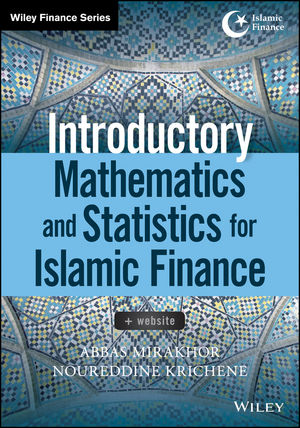 Wiley Finance Series
Islamic
Finance
Introductory
Mathematics
and Statistics for
Islamic Finance
+ website
ABBAS MIRAKHOR
NOUREDDINE KRICHENE
WILEY